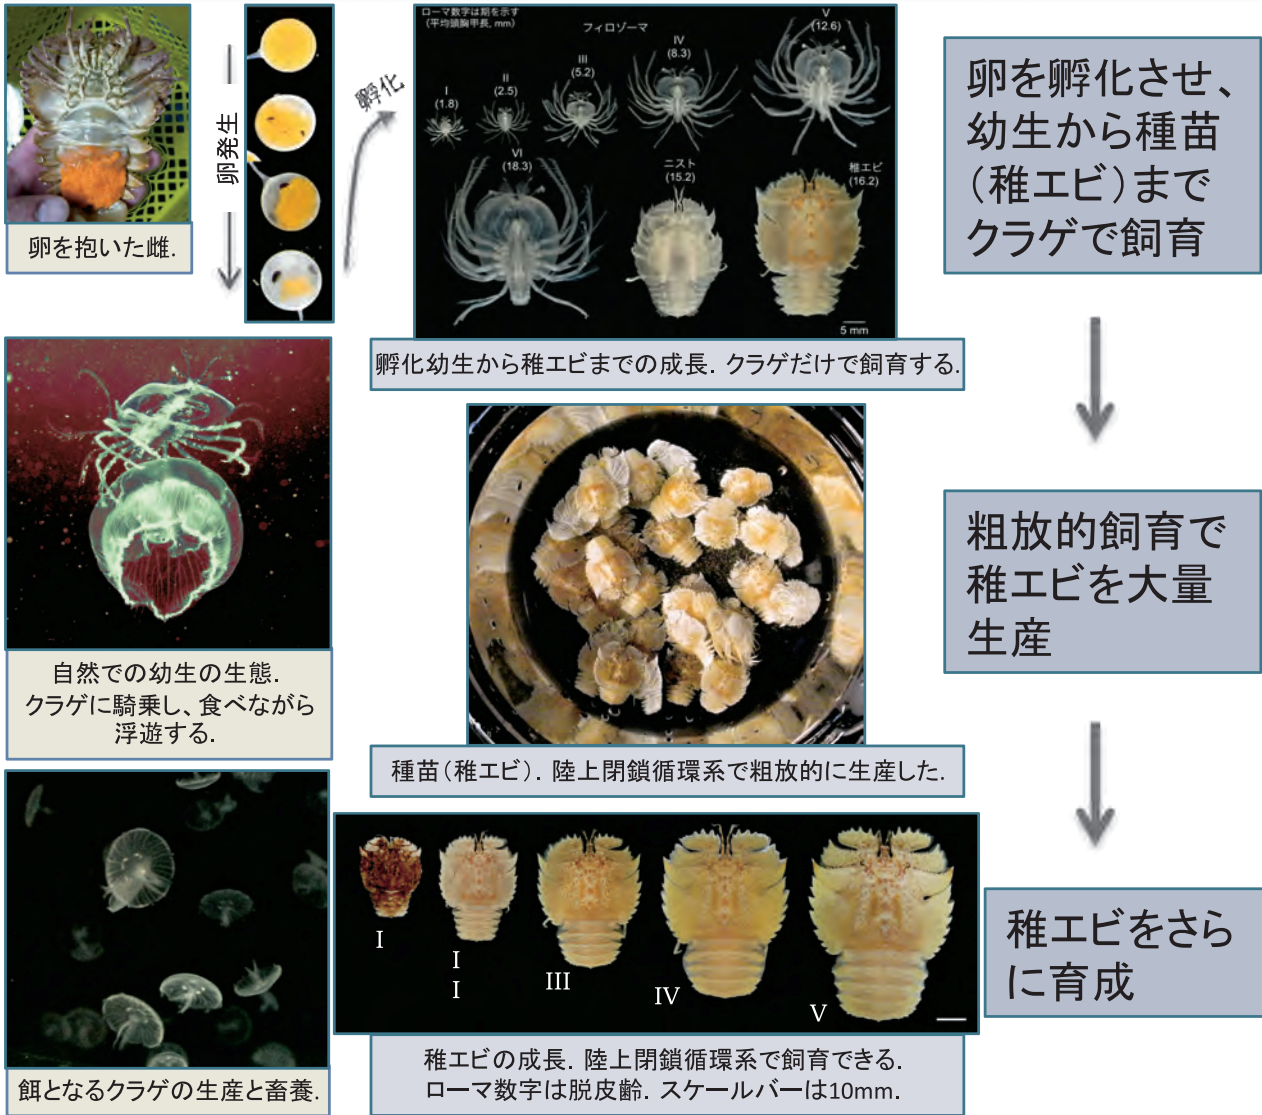 卵を抱いた雌.
卵発生
孵化
ローマ数字は期を示す
(平均頭胸甲長, mm)
フィロゾーマ
I
(1.8)
II
(2.5)
III
(5.2)
IV
(8.3)
V
(12.6)
VI
(18.3)
ニスト
(15.2)
稚エビ
(16.2)
5 mm
孵化幼生から稚エビまでの成長. クラゲだけで飼育する.
卵を孵化させ、
幼生から種苗
(稚エビ)まで
クラゲで飼育
自然での幼生の生態.
クラゲに騎乗し、食べながら
浮遊する.
種苗(稚エビ). 陸上閉鎖循環系で粗放的に生産した.
粗放的飼育で
稚エビを大量
生産
餌となるクラゲの生産と畜養.
I
I
I
III
IV
V
稚エビの成長. 陸上閉鎖循環系で飼育できる.
ローマ数字は脱皮齢. スケールバーは10mm.
稚エビをさら
に育成